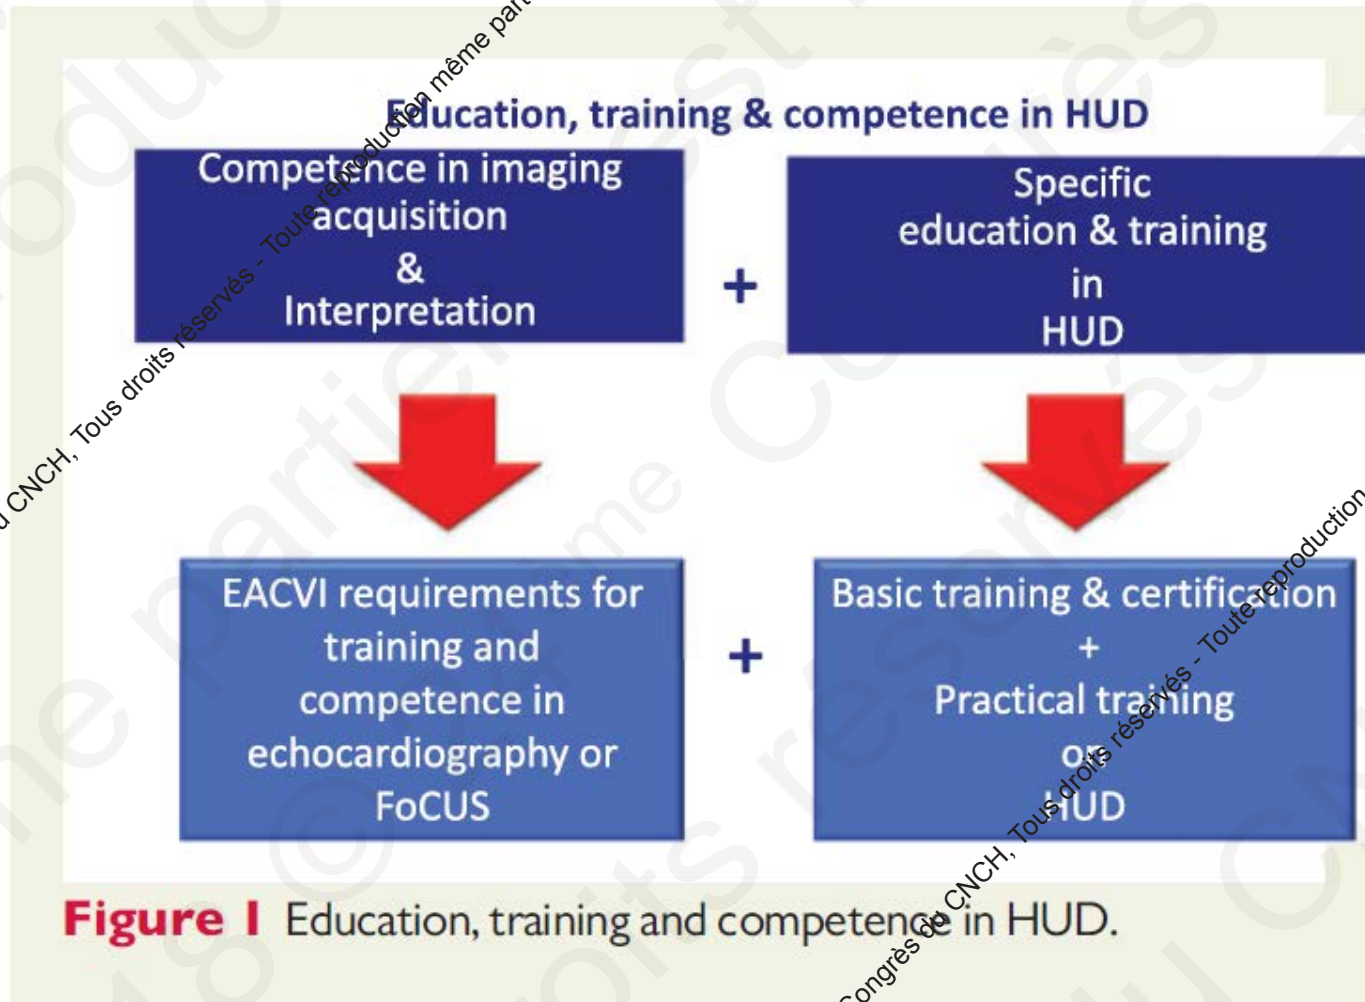 Education, training & competence in HUD
Competence in imaging
acquisition
&
Interpretation
+
Specific
education & training
in
HUD
EACVI requirements for
training and
competence in
echocardiography or
FoCUS
+
Basic training & certification
+
Practical training
on
HUD
Figure 1 Education, training and competence in HUD.
CNCH, Tous droits réservés - Toute reproduction même
Congrès du CNCH, Tous droits réservés - Toute reproduction